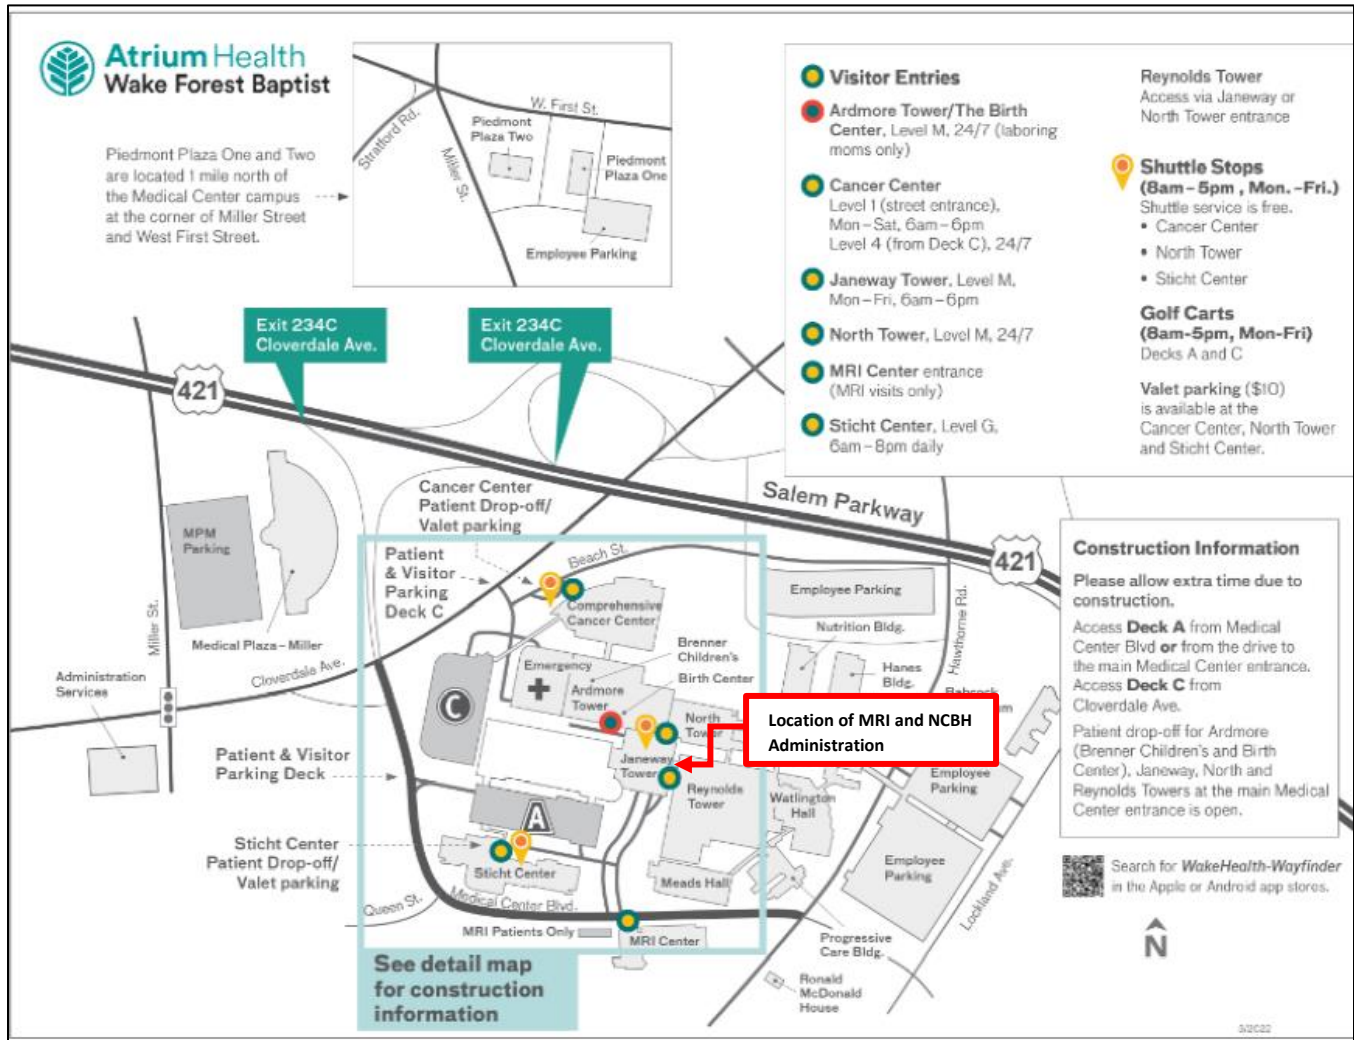 Atrium Health
Wake Forest Baptist
Piedmont Plaza One and Two
are located 1 mile north of
the Medical Center campus
at the corner of Miller Street
and West First Street.
W. First St.
Stratford Rd.
Miller St.
Piedmont
Plaza Two
Piedmont
Plaza One
Employee Parking
Visitor Entries
Ardmore Tower/The Birth
Center, Level M, 24/7 (laboring
moms only)
Cancer Center
Level 1 (street entrance),
Mon–Sat, 6am–6pm
Level 4 (from Deck C), 24/7
Janeway Tower, Level M,
Mon–Fri, 6am–6pm
North Tower, Level M, 24/7
MRI Center entrance
(MRI visits only)
Sticht Center, Level G,
6am–8pm daily
Reynolds Tower
Access via Janeway or
North Tower entrance
Shuttle Stops
(8am–5pm , Mon.–Fri.)
Shuttle service is free.
• Cancer Center
• North Tower
• Sticht Center
Golf Carts
(8am-5pm, Mon-Fri)
Decks A and C
Valet parking ($10)
is available at the
Cancer Center, North Tower
and Sticht Center.
Exit 234C
Cloverdale Ave.
Exit 234C
Cloverdale Ave.
421
Salem Parkway
421
Cancer Center
Patient Drop-off/
Valet parking
Patient
& Visitor
Parking
Deck C
MPM
Parking
Medical Plaza–Miller
Miller St.
Cloverdale Ave.
Administration
Services
Beach St.
Comprehensive
Cancer Center
Employee Parking
Nutrition Bldg.
Hanes
Bldg.
Hawthorne Rd.
Brenner
Children's
Birth Center
Emergency
Ardmore
Tower
C
North
Tower
Janeway
Tower
Reynolds
Tower
Location of MRI and NCBH
Administration
Watlington
Hall
Employee
Parking
Employee
Parking
Lockland Ave.
Patient & Visitor
Parking Deck
A
Sticht Center
Patient Drop-off/
Valet parking
Sticht Center
Meads Hall
Queen St.
Medical Center Blvd.
MRI Patients Only
MRI Center
Progressive
Care Bldg.
Ronald
McDonald
House
See detail map
for construction
information
Construction Information
Please allow extra time due to
construction.
Access Deck A from Medical
Center Blvd or from the drive to
the main Medical Center entrance.
Access Deck C from
Cloverdale Ave.
Patient drop-off for Ardmore
(Brenner Children's and Birth
Center), Janeway, North and
Reynolds Towers at the main Medical
Center entrance is open.
Search for WakeHealth-Wayfinder
in the Apple or Android app stores.
N
3/2022